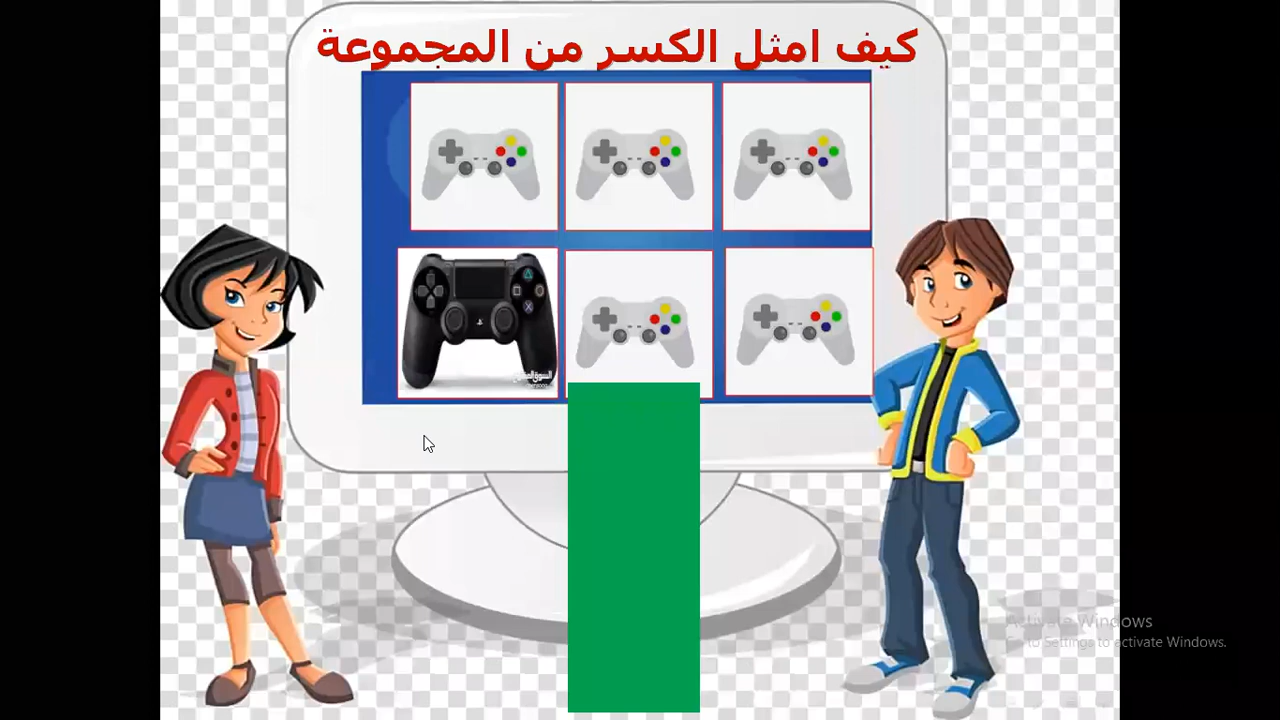 كيف امثل الكسر من المجموعة
Activate Windows
Go to Settings to activate Windows.